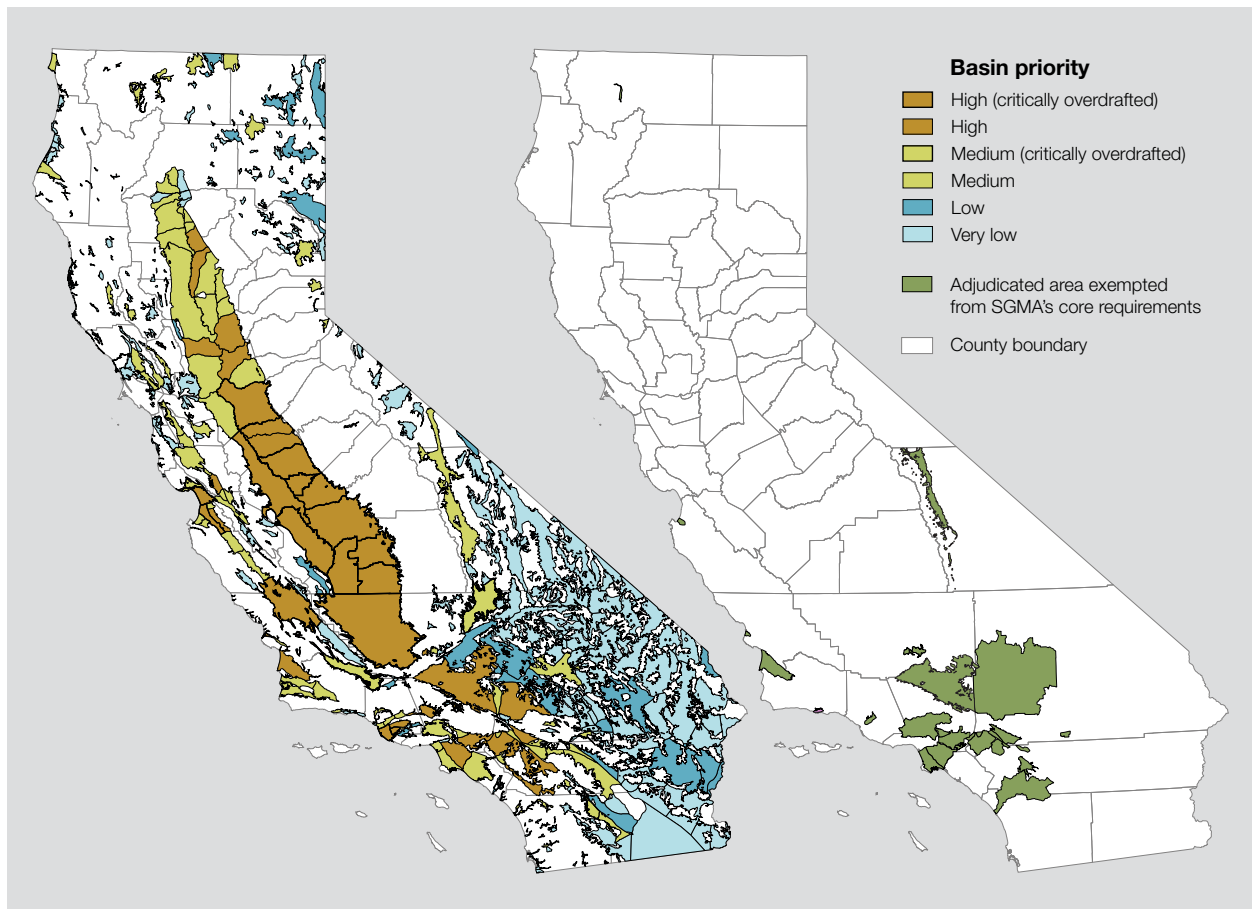 Basin priority
High (critically overdrafted)
High
Medium (critically overdrafted)
Medium
Low
Very low
Adjudicated area exempted
from SGMA's core requirements
County boundary